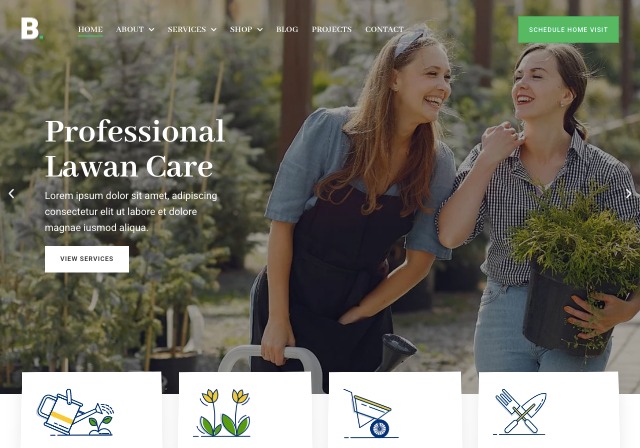 B.
HOME ABOUT SERVICES SHOP BLOG PROJECTS CONTACT
SCHEDULE HOME VISIT
Professional
Lawan Care
Lorem ipsum dolor sit amet, adipiscing
consectetur elit ut labore et dolore
magnae iusmod aliqua.
VIEW SERVICES